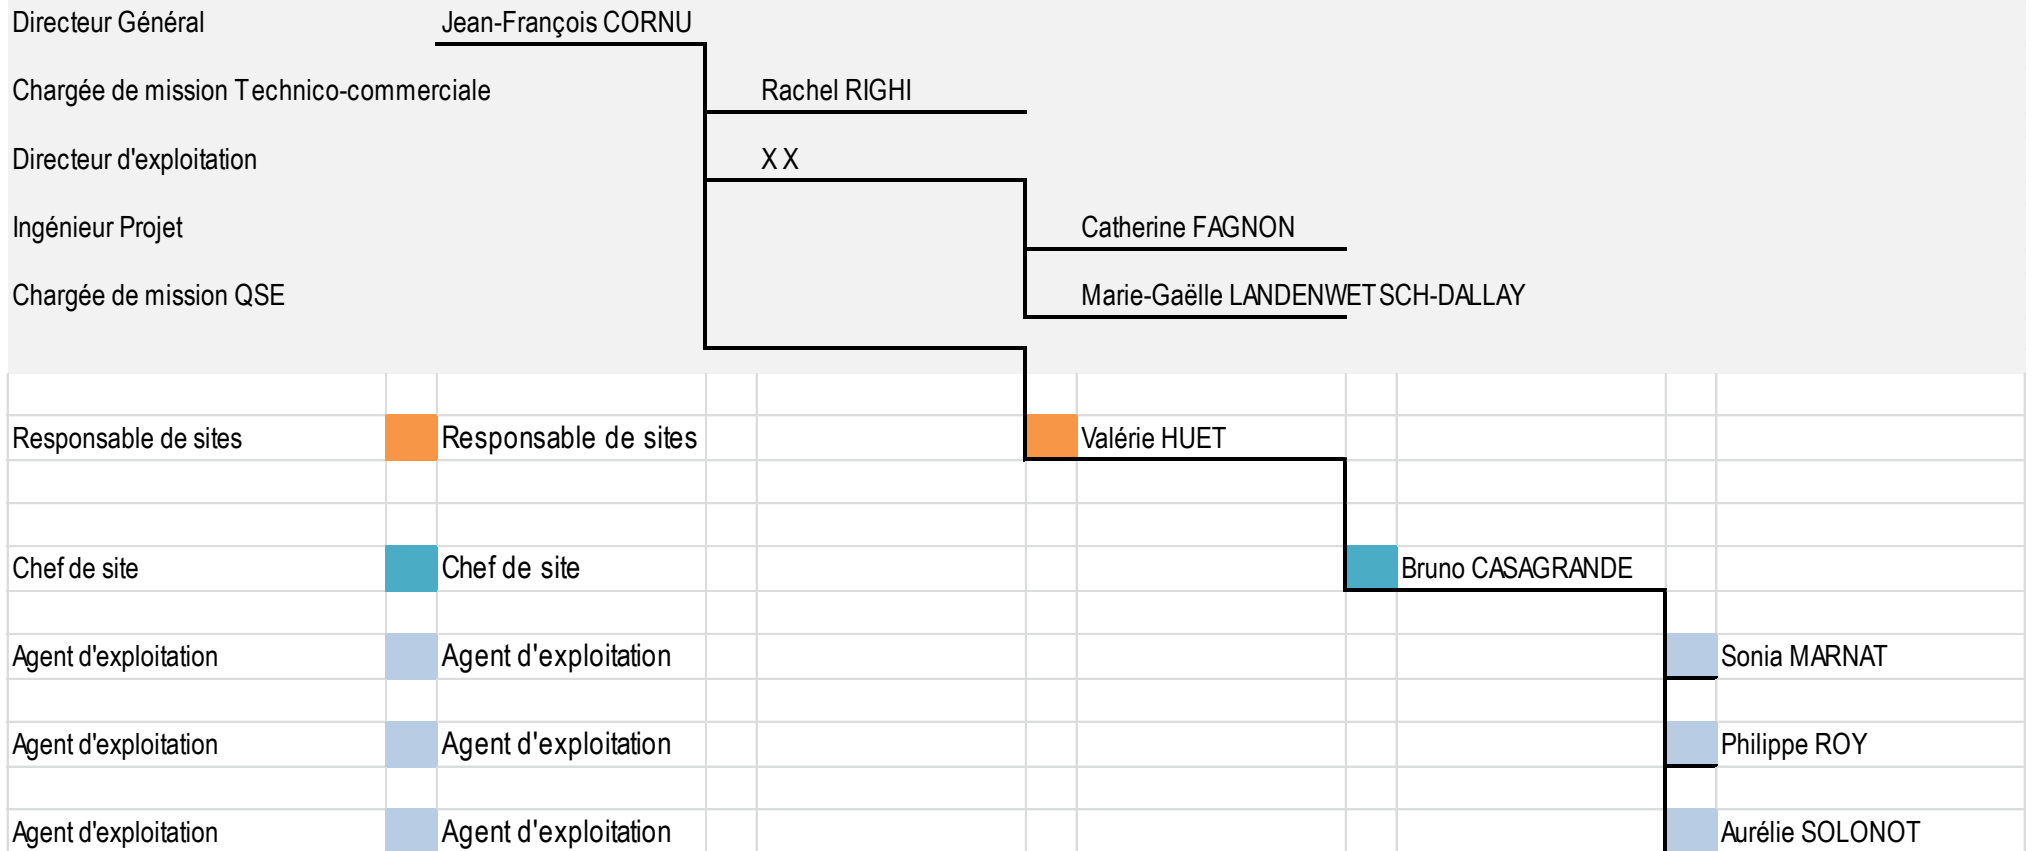 Directeur Général Jean-François CORNU
Chargée de mission Technico-commerciale Rachel RIGHI
Directeur d'exploitation X X
Ingénieur Projet Catherine FAGNON
Chargée de mission QSE Marie-Gaëlle LANDENWETSCH-DALLAY
Responsable de sites Responsable de sites Valérie HUET
Chef de site Chef de site Bruno CASAGRANDE
Agent d'exploitation Agent d'exploitation Sonia MARNAT
Agent d'exploitation Agent d'exploitation Philippe ROY
Agent d'exploitation Agent d'exploitation Aurélie SOLONOT